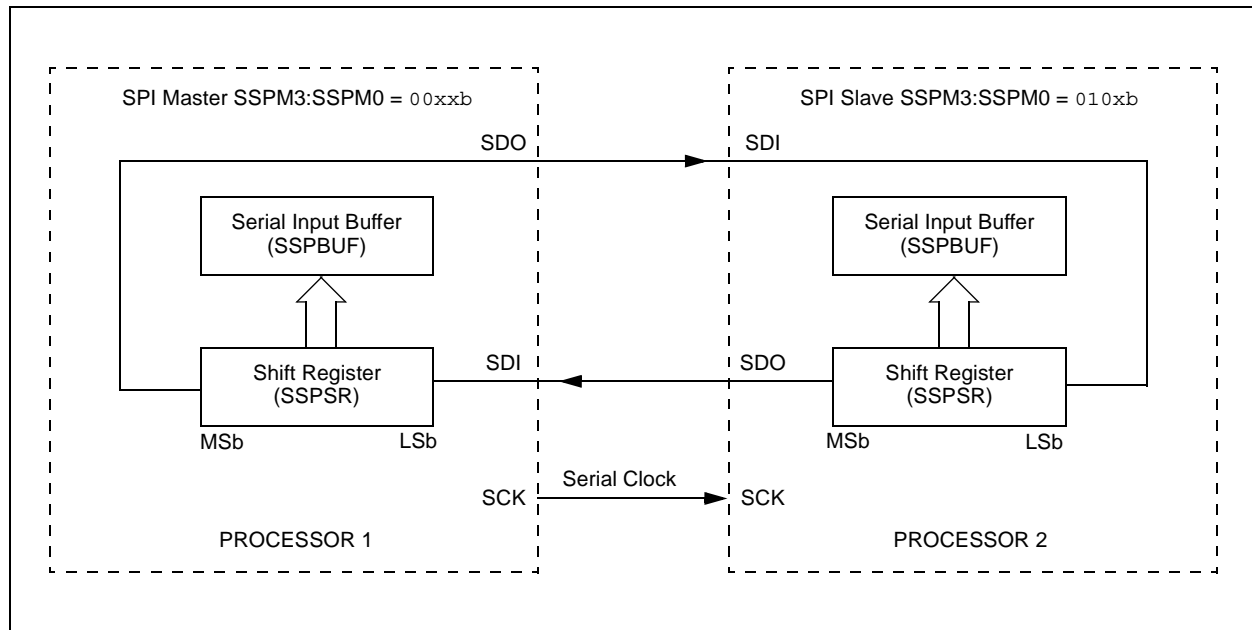 SPI Master SSPM3:SSPM0 = 00xxb
SDO
Serial Input Buffer
(SSPBUF)
Shift Register
(SSPSR)
MSb
LSb
SDI
SCK
PROCESSOR 1
Serial Clock
SPI Slave SSPM3:SSPM0 = 010xb
SDI
Serial Input Buffer
(SSPBUF)
SDO
Shift Register
(SSPSR)
MSb
LSb
SCK
PROCESSOR 2